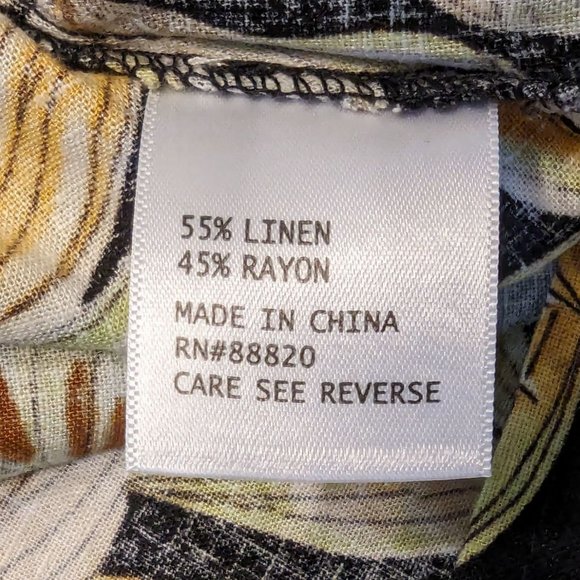 55% LINEN
45% RAYON
MADE IN CHINA
RN#88820
CARE SEE REVERSE